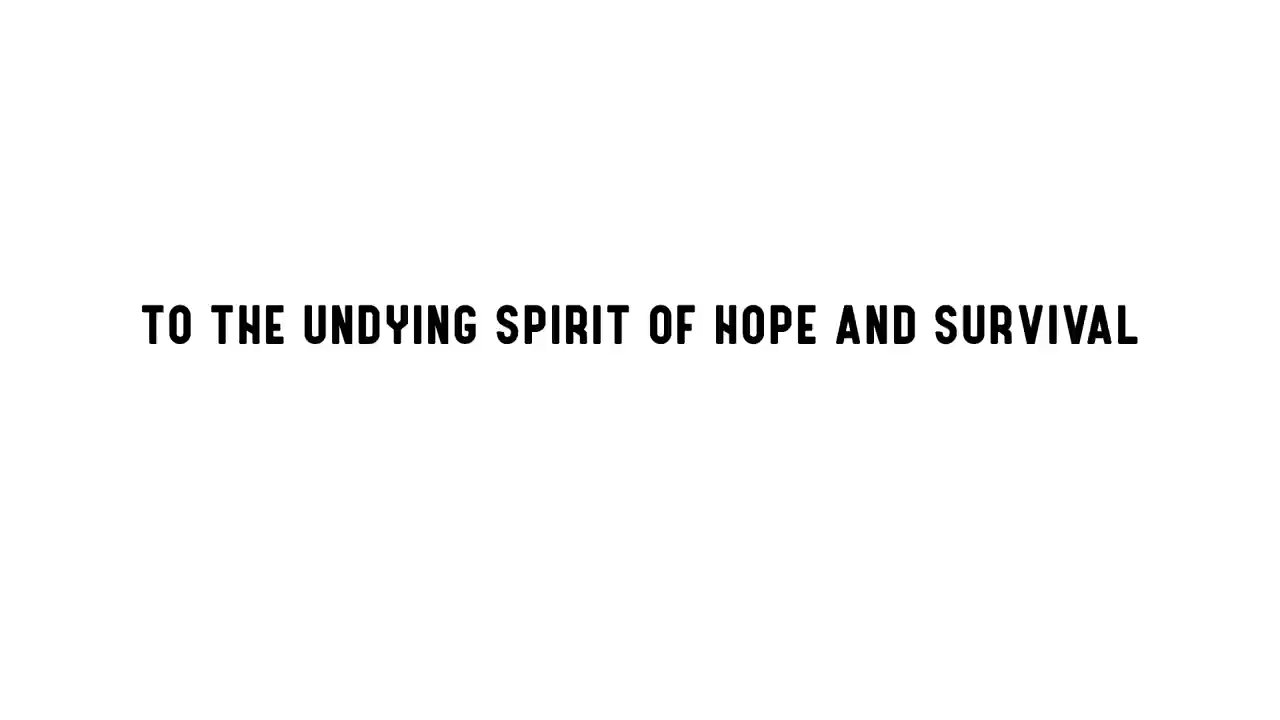 TO THE UNDYING SPIRIT OF HOPE AND SURVIVAL